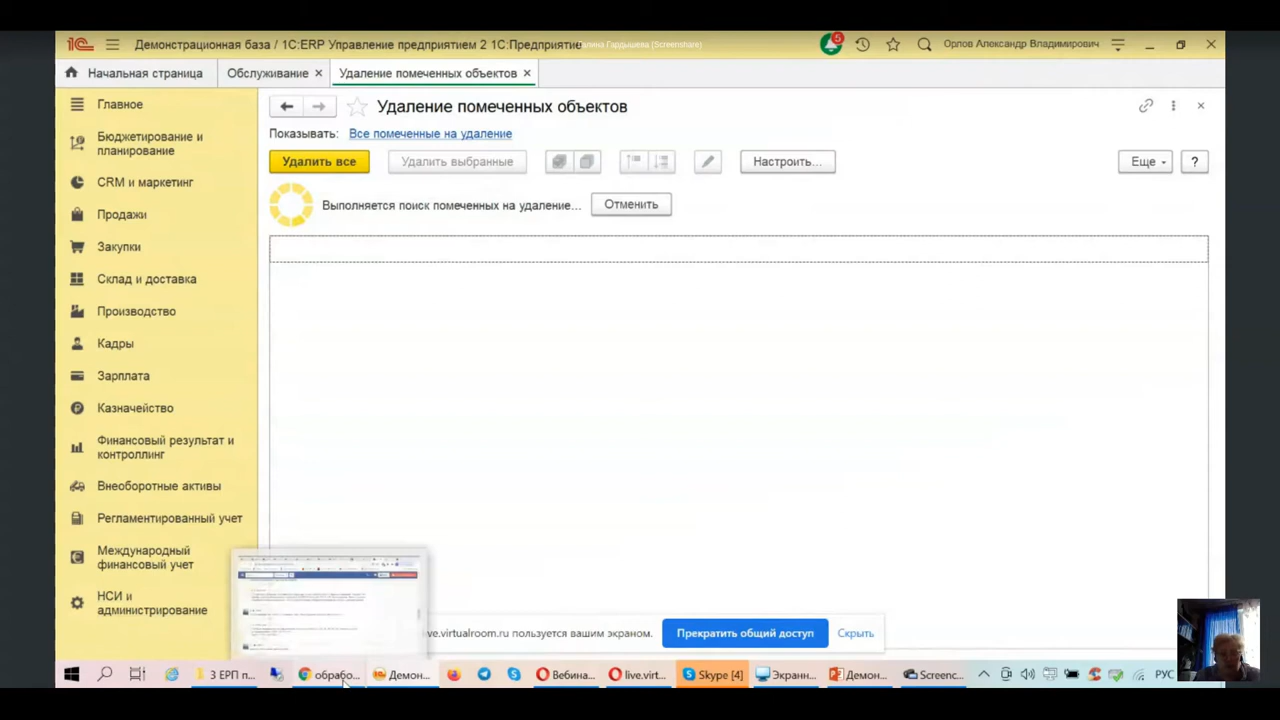 Демонстрационная база / 1С:ERP Управление предприятием 2 1С:Предприятие
Галина Гардышева (Screenshare)
5
Орлов Александр Владимирович
Начальная страница
Обслуживание ×
Удаление помеченных объектов ×
Главное
Бюджетирование и
планирование
CRM и маркетинг
Продажи
Закупки
Склад и доставка
Производство
Кадры
Зарплата
Казначейство
Финансовый результат и
контроллинг
Внеоборотные активы
Регламентированный учет
Международный
финансовый учет
НСИ и
администрирование
Удаление помеченных объектов
Показывать: Все помеченные на удаление
Удалить все
Удалить выбранные
Настроить...
Еще
?
Выполняется поиск помеченных на удаление...
Отменить
ve.virtualroom.ru пользуется вашим экраном.
Прекратить общий доступ
Скрыть
3 ЕРП п...
обрабо...
Демон...
Вебина...
live.virt...
Skype [4]
Экранн...
Демон...
Screenc...
РУС